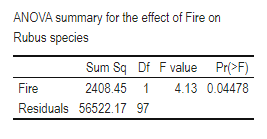 ANOVA summary for the effect of Fire on
Rubus species
Sum Sq Df F value Pr(>F)
Fire 2408.45 1 4.13 0.04478
Residuals 56522.17 97